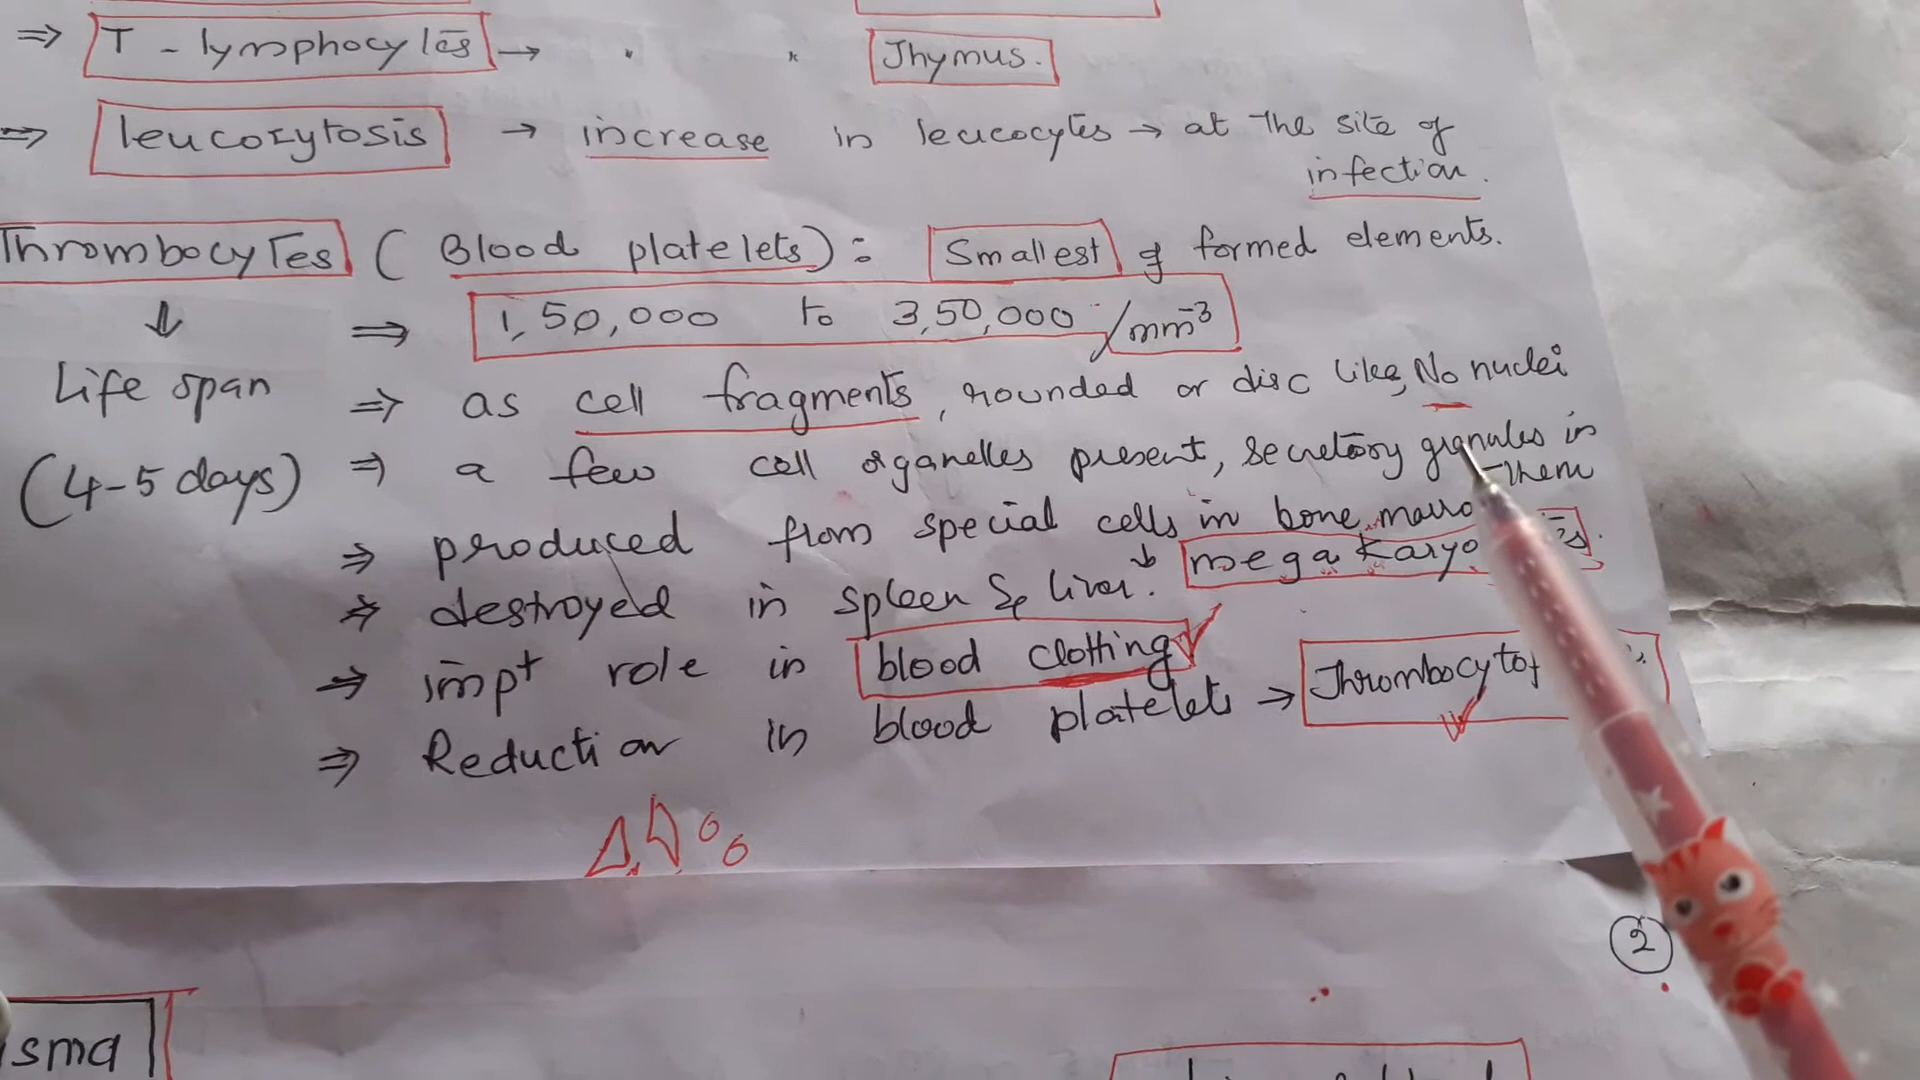 ⇒ T - lymphocytes → " " Thymus.
⇒ leucocytosis → increase in leucocytes → at the site of
infection.
Thrombocytes (Blood platelets): Smallest of formed elements.
↓ ⇒ 1,50,000 to 3,50,000 /mm⁻³
Life span ⇒ as cell fragments, rounded or disc like, No nuclei
(4-5 days) ⇒ a few cell organelles present, secretory granules in
them
⇒ produced from special cells in bone
↓ mega karyo
⇒ destroyed in spleen & liver.
⇒ impt role in blood clotting
⇒ Reduction in blood platelets →
2
sma